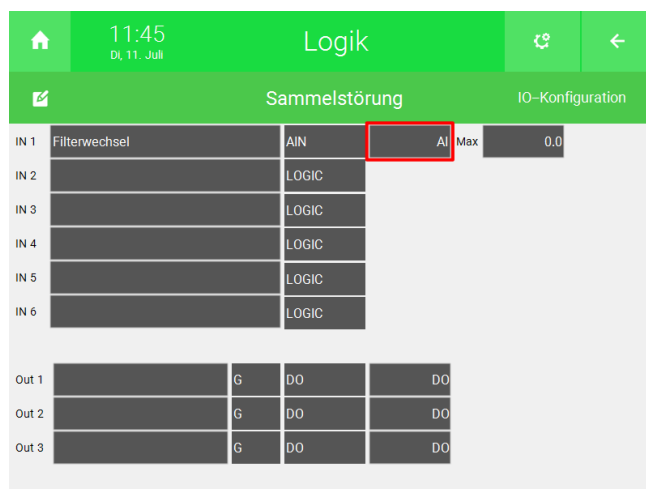 11:45
Di, 11. Juli
Logik
Sammelstörung
IO-Konfiguration
IN 1 Filterwechsel AIN AI Max 0.0
IN 2 LOGIC
IN 3 LOGIC
IN 4 LOGIC
IN 5 LOGIC
IN 6 LOGIC
Out 1 G DO DO
Out 2 G DO DO
Out 3 G DO DO